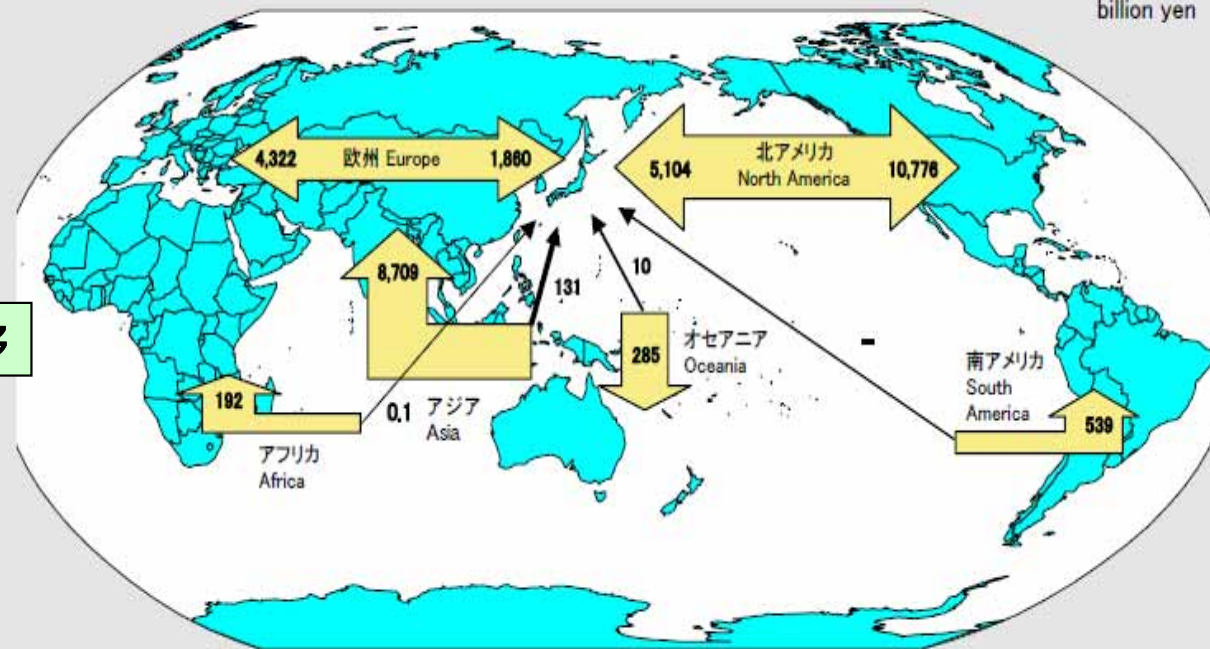 billion yen
4,322
欧州 Europe
1,860
5,104
北アメリカ
North America
10,776
8,709
131
10
285
オセアニア
Oceania
-
南アメリカ
South
America
539
192
0.1
アジア
Asia
アフリカ
Africa